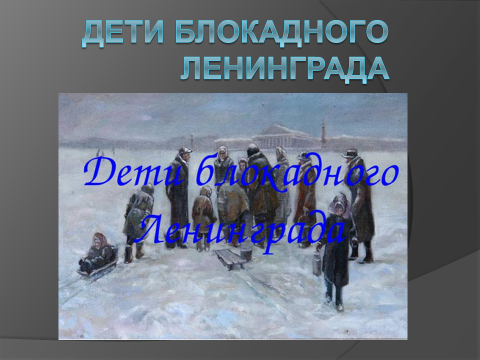 ДЕТИ БЛОКАДНОГО
ЛЕНИНГРАДА
Дети блокадного
Ленинграда